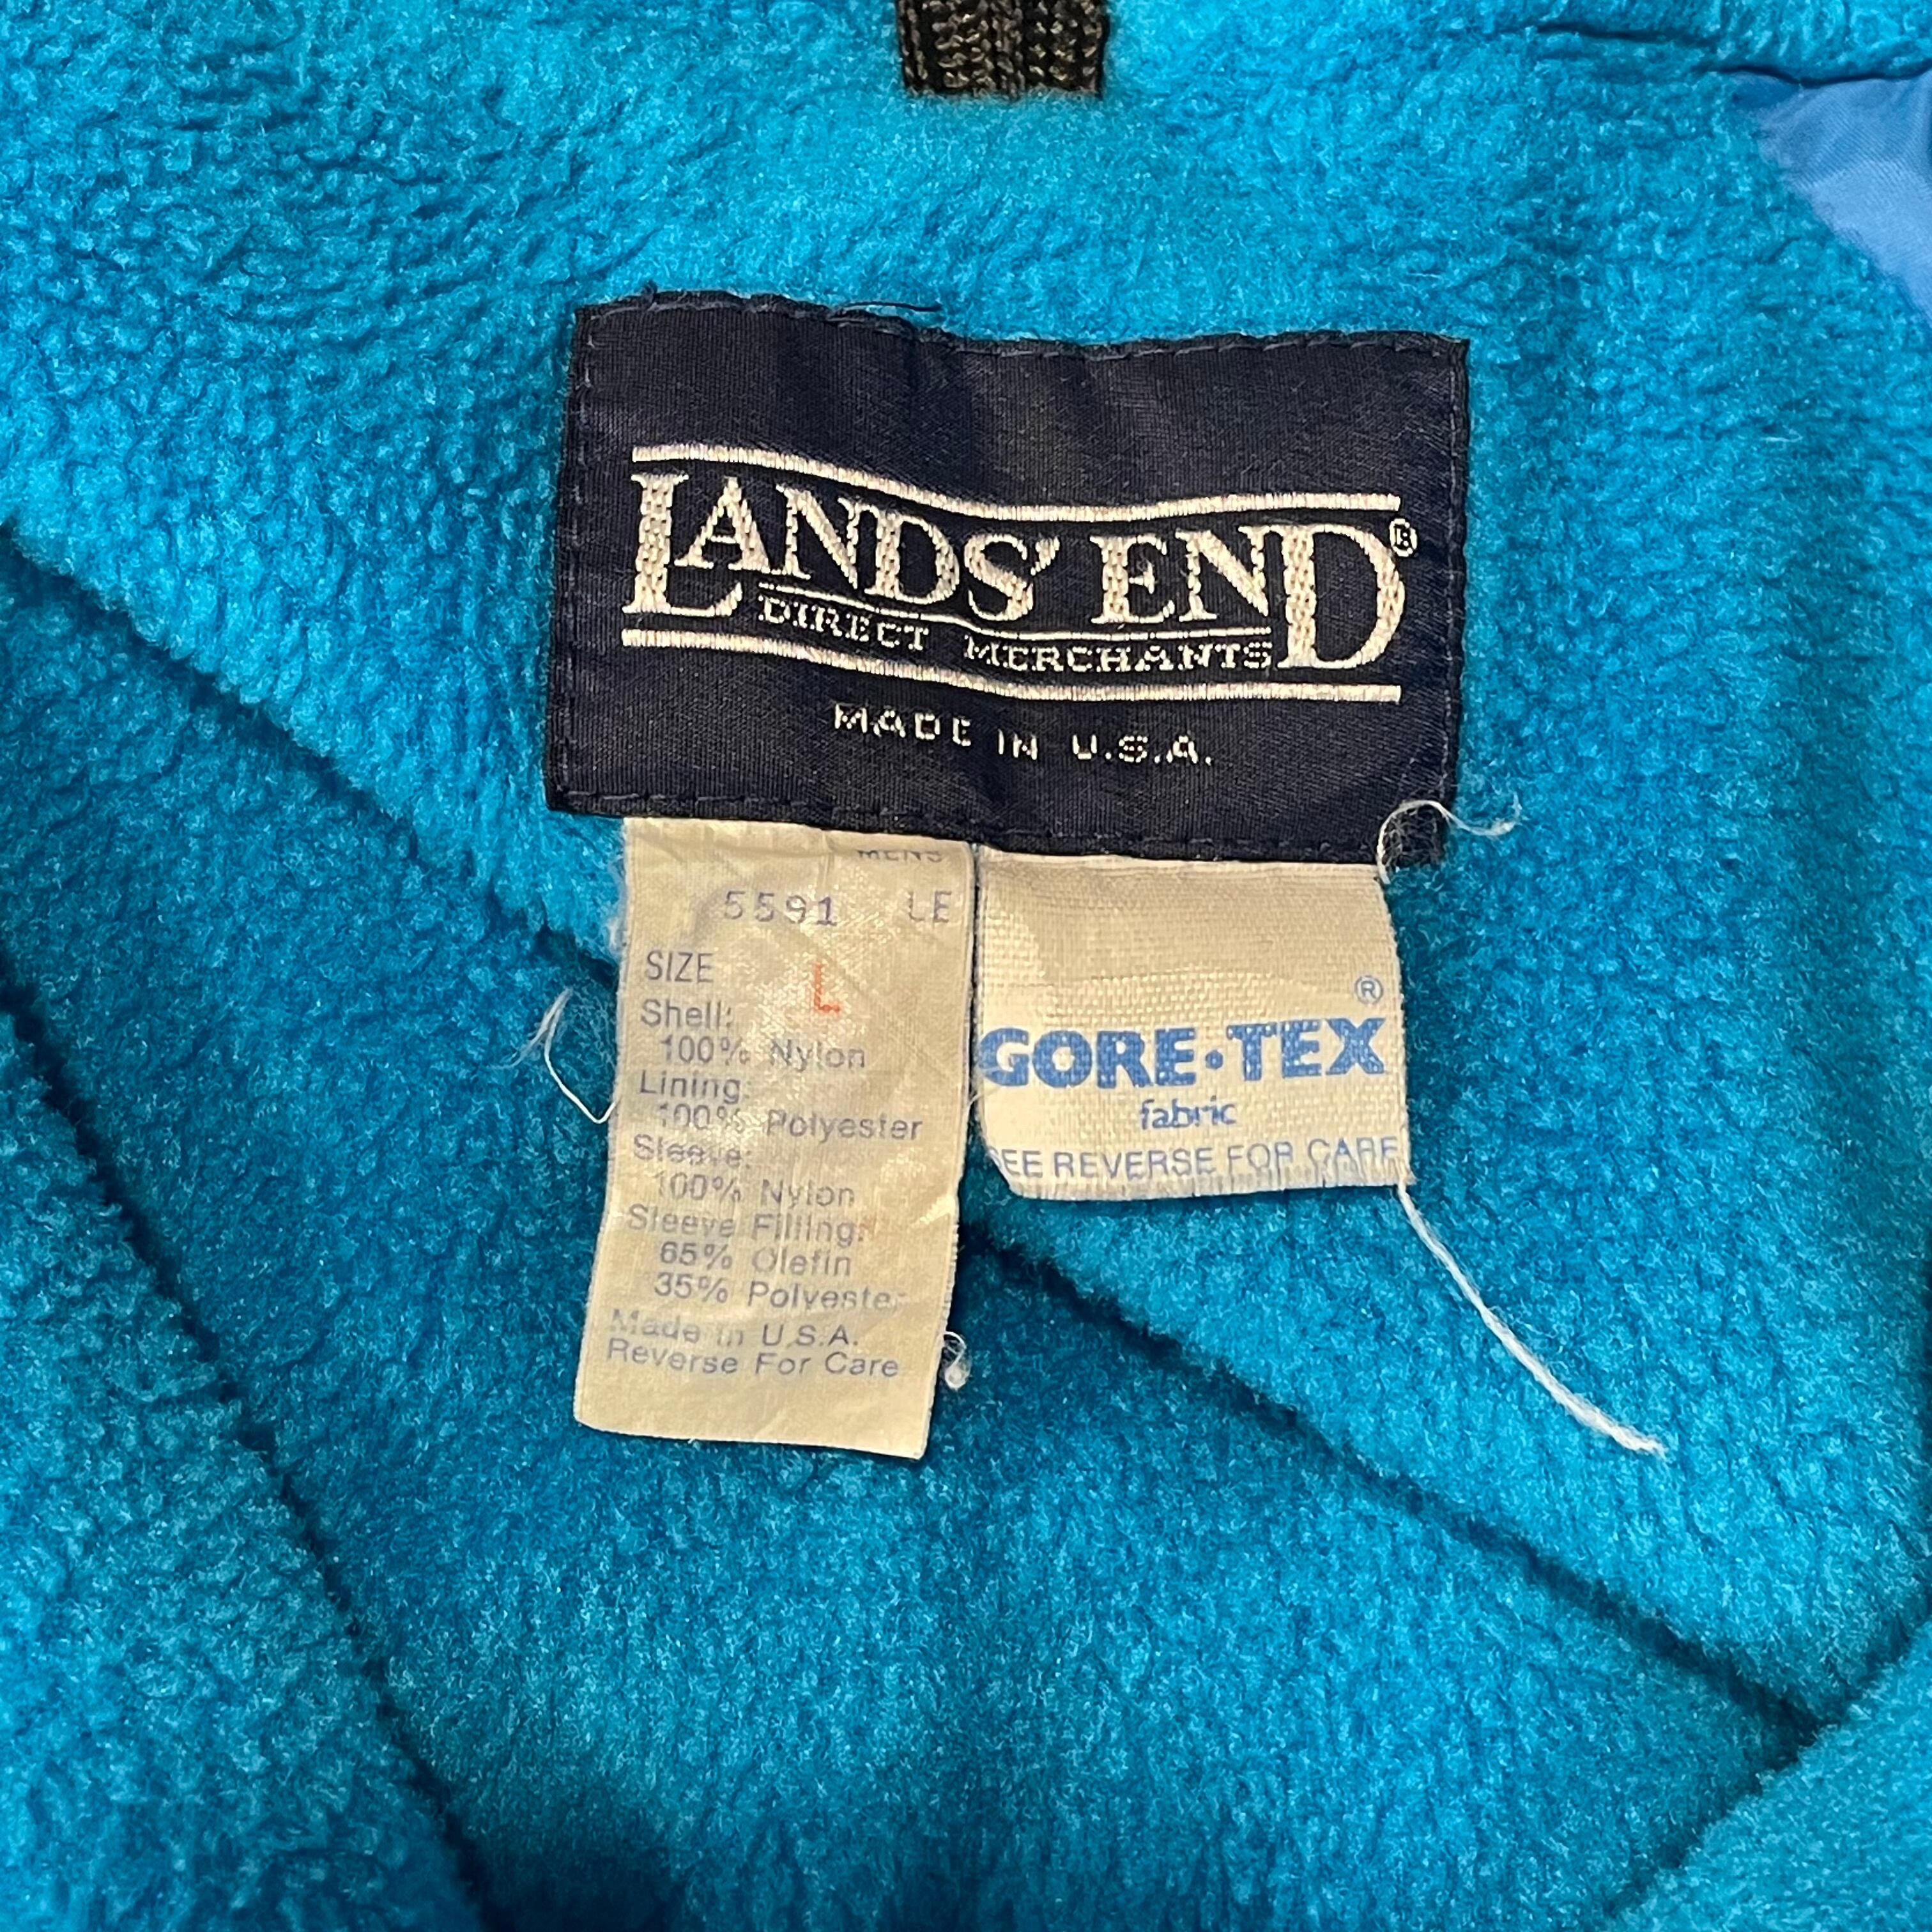 LANDS' END®
DIRECT MERCHANTS
MADE IN U.S.A.
MENS
5591 LE
SIZE L
Shell:
100% Nylon
Lining:
100% Polyester
Sleeve:
100% Nylon
Sleeve Filling:
65% Olefin
35% Polyester
Made in U.S.A.
Reverse For Care
®
GORE-TEX
fabric
SEE REVERSE FOR CARE